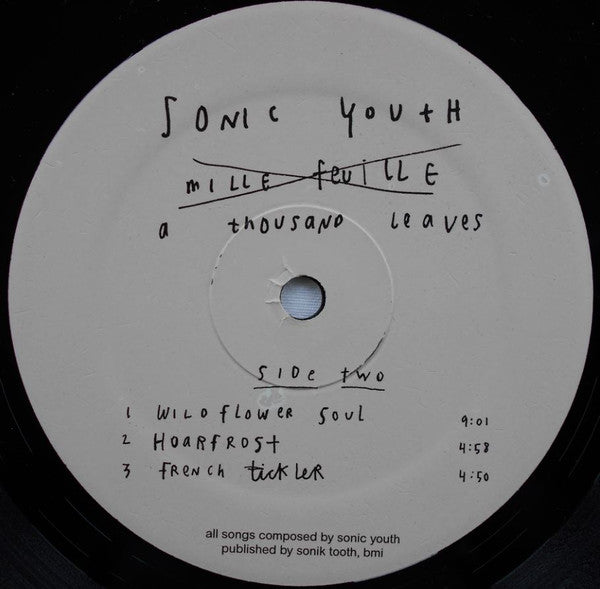 SONIC YOUTH
mILLE feuiLLE
a thOUSAND leaves
SIDe two
1 WILDflOWER SOUl 9:01
2 HOARfROSt 4:58
3 fRENCH tickleR 4:50
all songs composed by sonic youth
published by sonik tooth, bmi